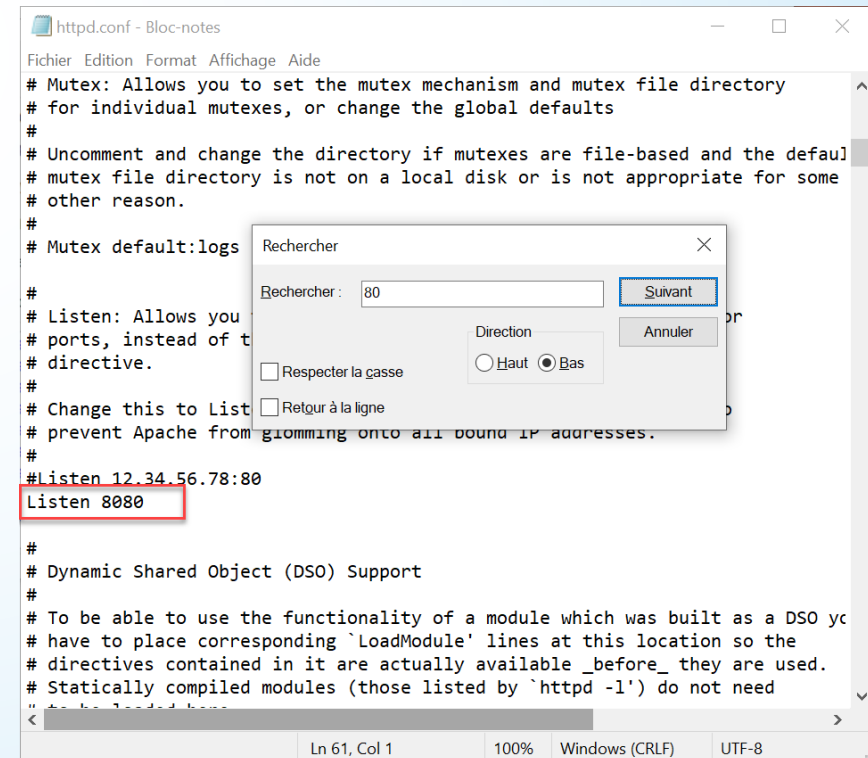 httpd.conf - Bloc-notes
Fichier Edition Format Affichage Aide
# Mutex: Allows you to set the mutex mechanism and mutex file directory
# for individual mutexes, or change the global defaults
#
# Uncomment and change the directory if mutexes are file-based and the defaul
# mutex file directory is not on a local disk or is not appropriate for some
# other reason.
#
# Mutex default:logs
Rechercher
#
Rechercher : 80 Suivant
# Listen: Allows you
# ports, instead of t
Direction Annuler
# directive.
Haut Bas
Respecter la casse
#
# Change this to List
Retour à la ligne
# prevent Apache from glomming onto all bound IP addresses.
#
#Listen 12.34.56.78:80
Listen 8080
#
# Dynamic Shared Object (DSO) Support
#
# To be able to use the functionality of a module which was built as a DSO yo
# have to place corresponding `LoadModule' lines at this location so the
# directives contained in it are actually available _before_ they are used.
# Statically compiled modules (those listed by `httpd -l') do not need
Ln 61, Col 1 100% Windows (CRLF) UTF-8